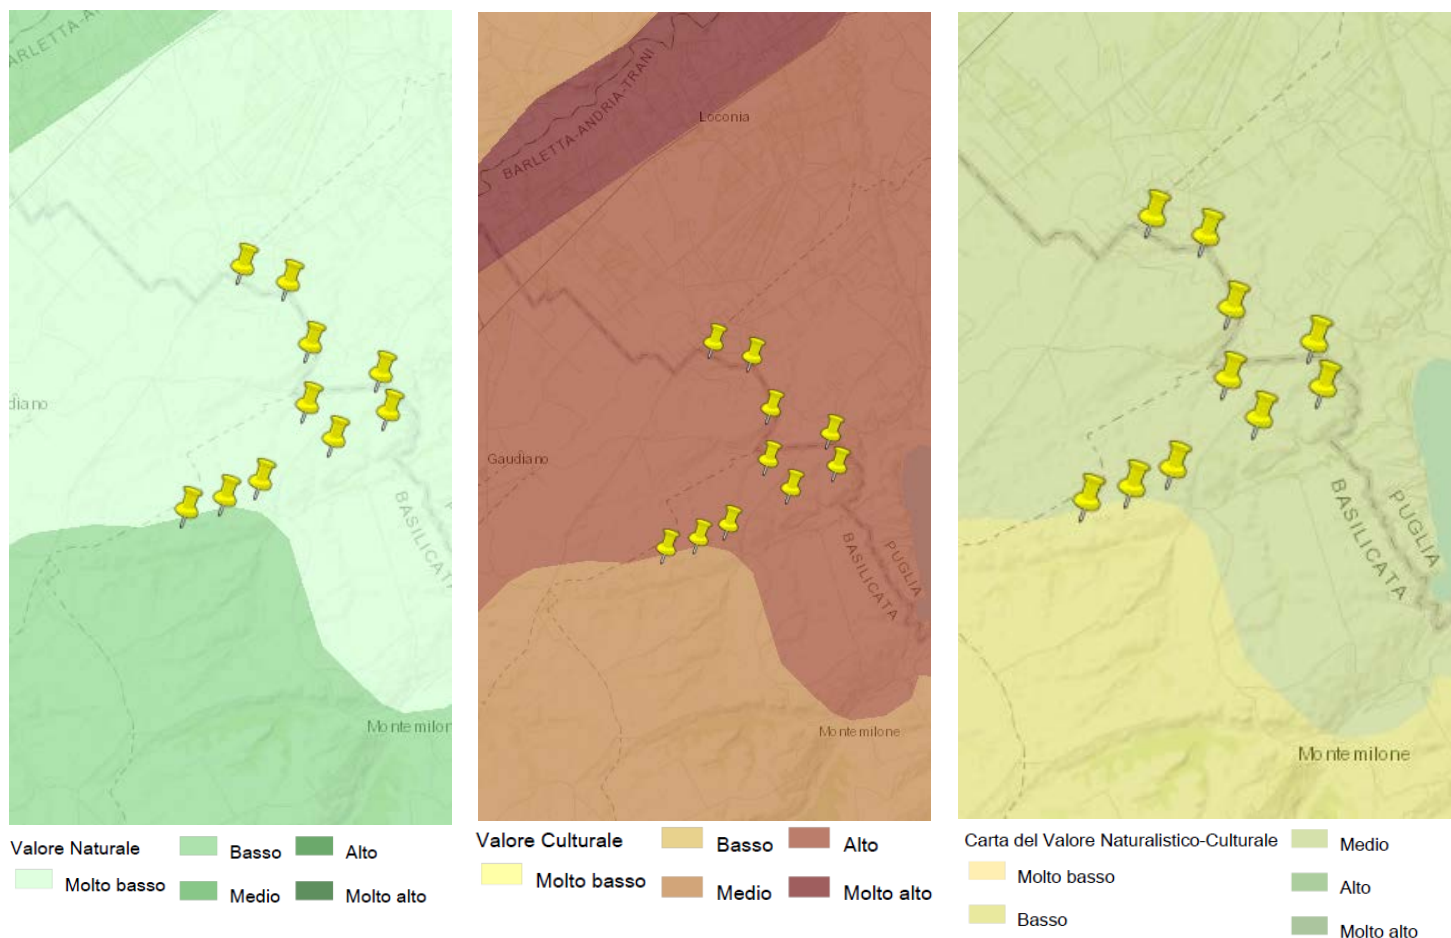 BARLETTA-A
diano
BASILICATA
Montemilon
BARLETTA-ANDRIA-TRANI
Loconia
Gaudiano
PUGLIA
BASILICATA
Montemilone
PUGLIA
BASILICATA
Montemilone
Valore Naturale
Molto basso
Basso
Medio
Alto
Molto alto
Valore Culturale
Molto basso
Basso
Medio
Alto
Molto alto
Carta del Valore Naturalistico-Culturale
Molto basso
Basso
Medio
Alto
Molto alto